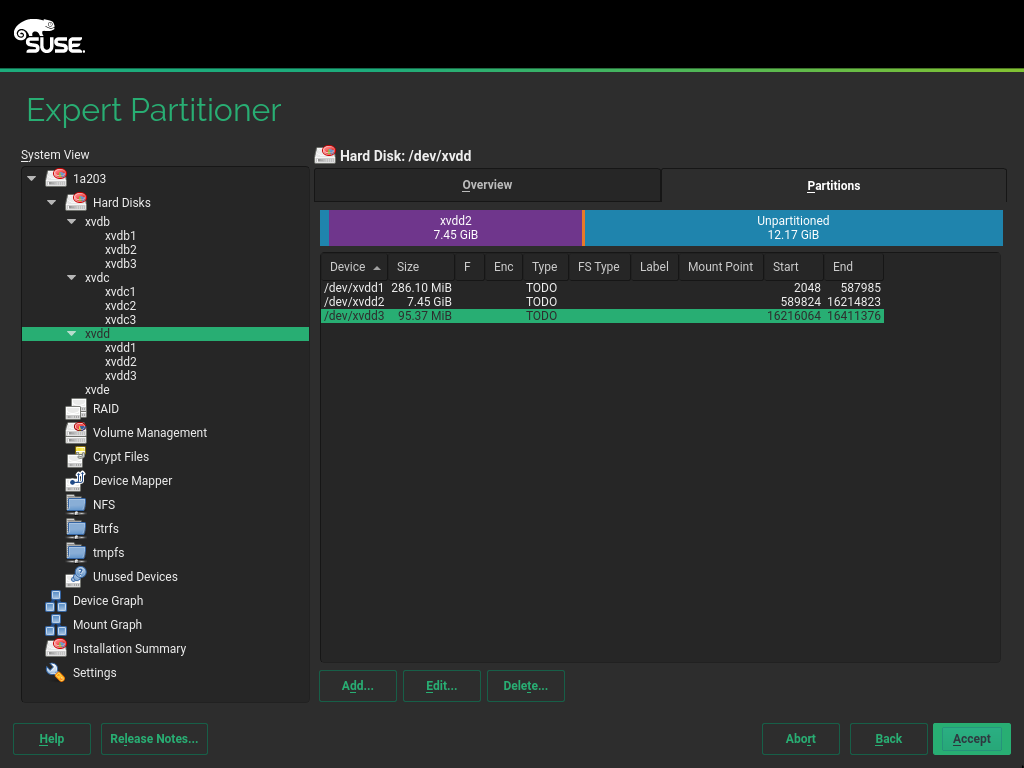 SUSE.
Expert Partitioner
System View
1a203
Hard Disks
xvdb
xvdb1
xvdb2
xvdb3
xvdc
xvdc1
xvdc2
xvdc3
xvdd
xvdd1
xvdd2
xvdd3
xvde
RAID
Volume Management
Crypt Files
Device Mapper
NFS
Btrfs
tmpfs
Unused Devices
Device Graph
Mount Graph
Installation Summary
Settings
Hard Disk: /dev/xvdd
Overview Partitions
xvdd2 Unpartitioned
7.45 GiB 12.17 GiB
Device Size F Enc Type FS Type Label Mount Point Start End
/dev/xvdd1 286.10 MiB TODO 2048 587985
/dev/xvdd2 7.45 GiB TODO 589824 16214823
/dev/xvdd3 95.37 MiB TODO 16216064 16411376
Add... Edit... Delete...
Help Release Notes... Abort Back Accept